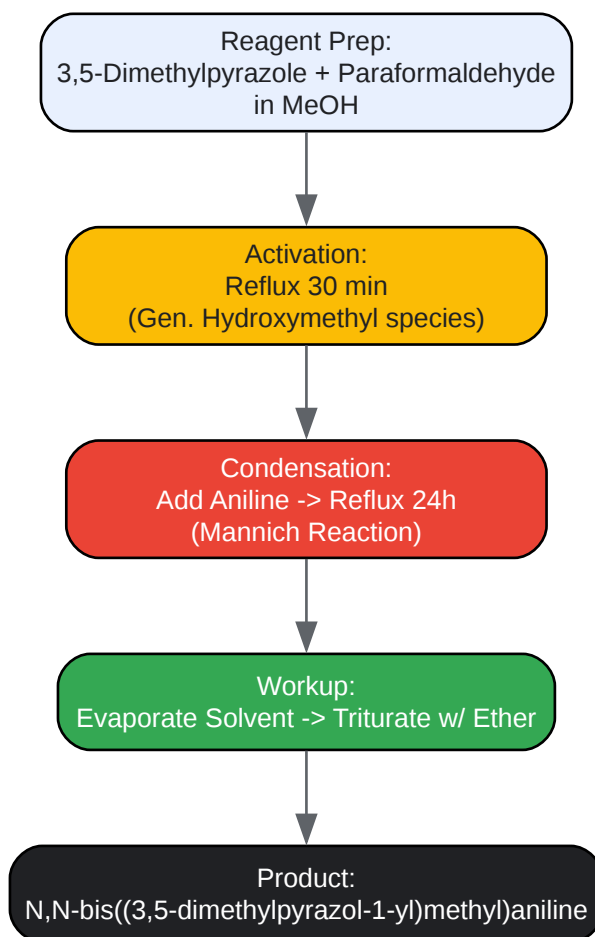 Reagent Prep:
3,5-Dimethylpyrazole + Paraformaldehyde
in MeOH
Activation:
Reflux 30 min
(Gen. Hydroxymethyl species)
Condensation:
Add Aniline -> Reflux 24h
(Mannich Reaction)
Workup:
Evaporate Solvent -> Triturate w/ Ether
Product:
N,N-bis((3,5-dimethylpyrazol-1-yl)methyl)aniline